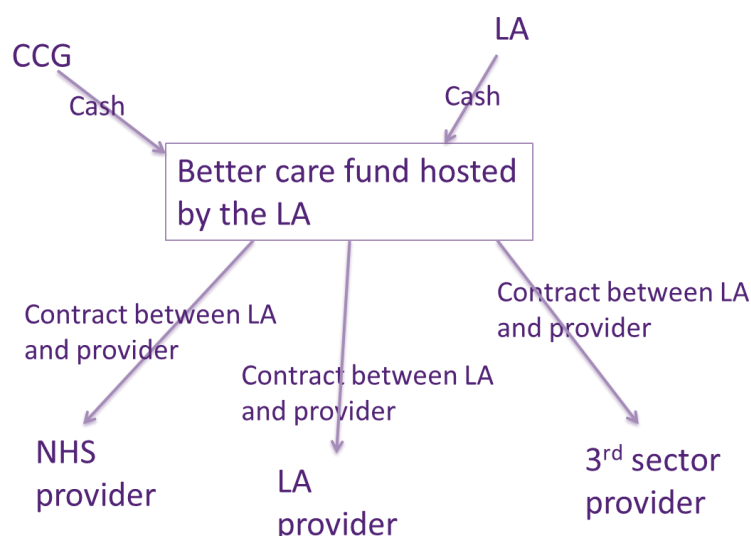 CCG
LA
Cash
Cash
Better care fund hosted
by the LA
Contract between LA
and provider
Contract between LA
and provider
Contract between LA
and provider
NHS
provider
LA
provider
3rd sector
provider